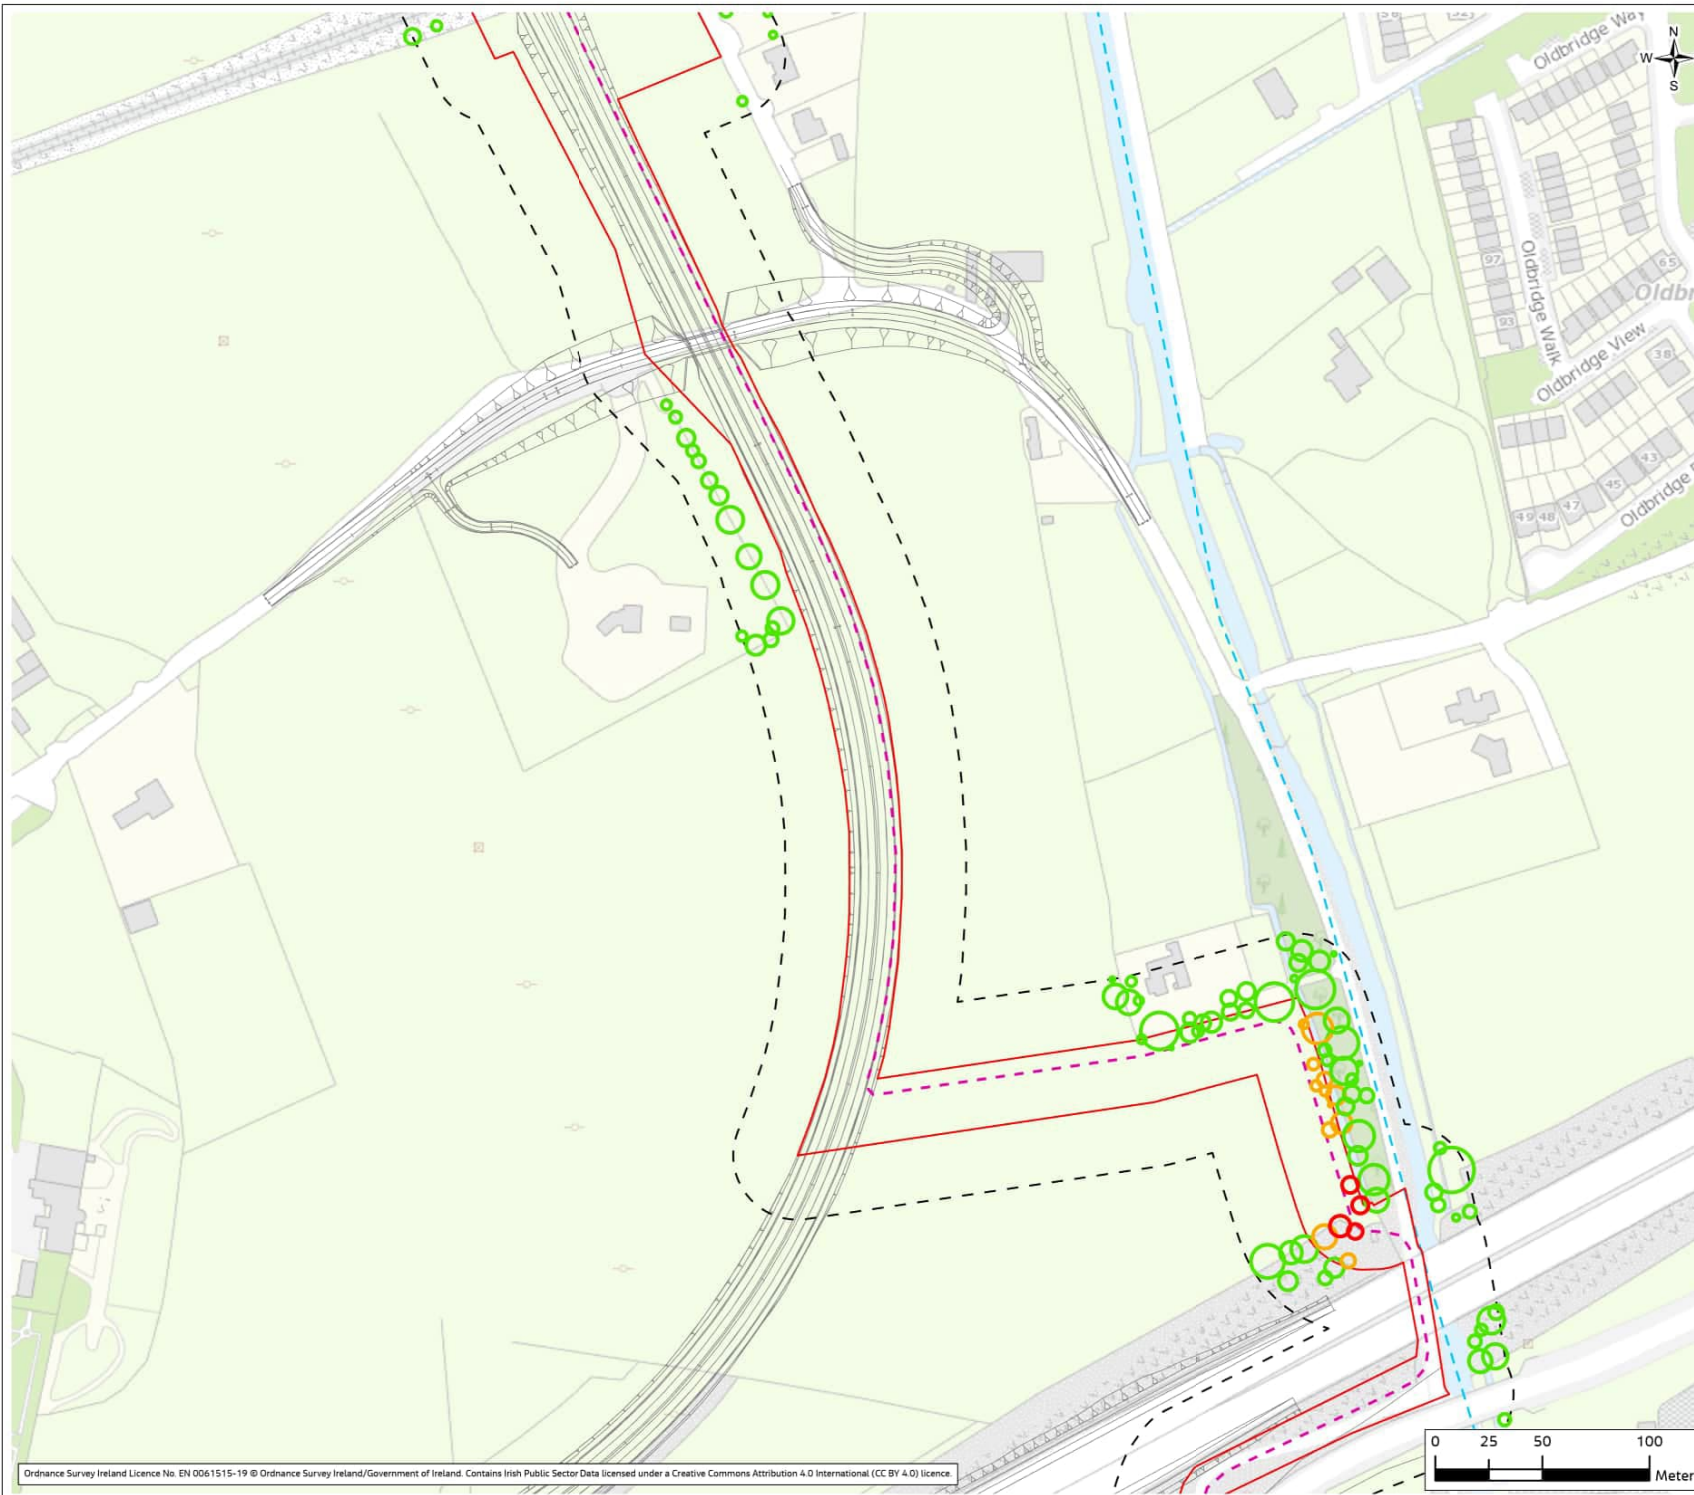 58
Oldbridge Way
N
W
S
97
65
Oldbridge Walk
93
Oldbridge View
38
43
45
47
49 48
Oldbridge
0 25 50 100
Meter
Ordnance Survey Ireland Licence No. EN 0061515-19 © Ordnance Survey Ireland/Government of Ireland. Contains Irish Public Sector Data licensed under a Creative Commons Attribution 4.0 International (CC BY 4.0) licence.